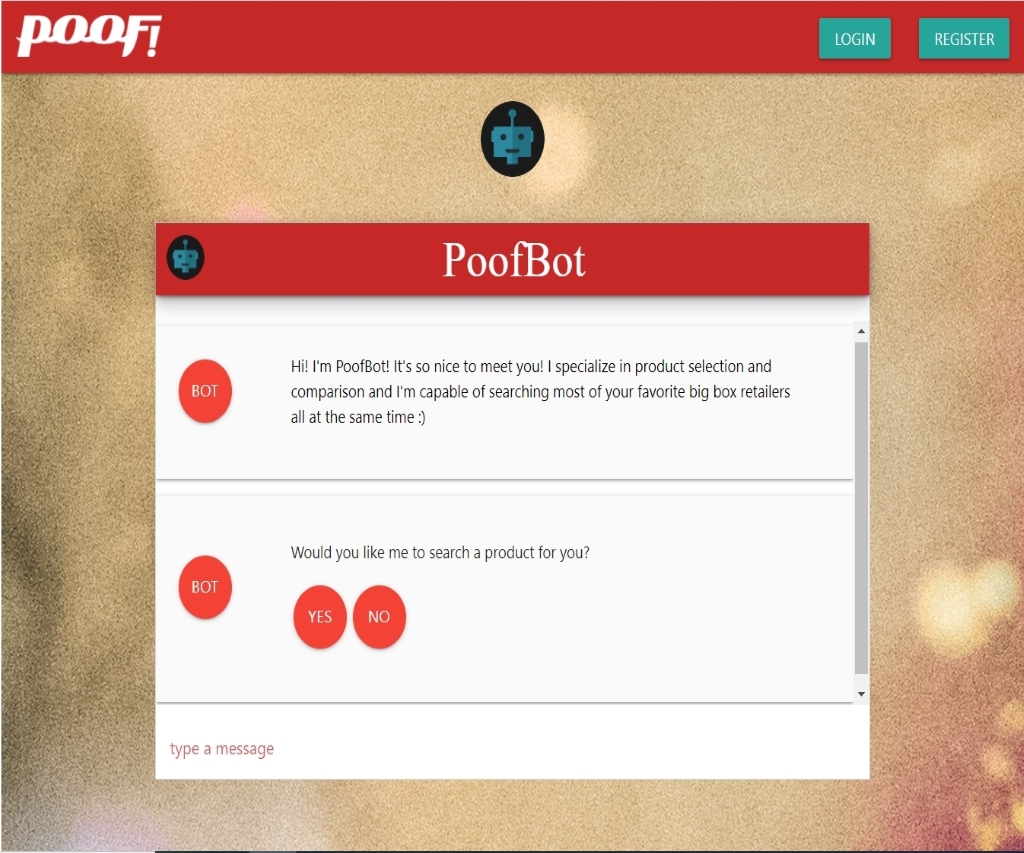 POOF!
LOGIN
REGISTER
PoofBot
BOT
Hi! I'm PoofBot! It's so nice to meet you! I specialize in product selection and
comparison and I'm capable of searching most of your favorite big box retailers
all at the same time :)
BOT
Would you like me to search a product for you?
YES
NO
type a message